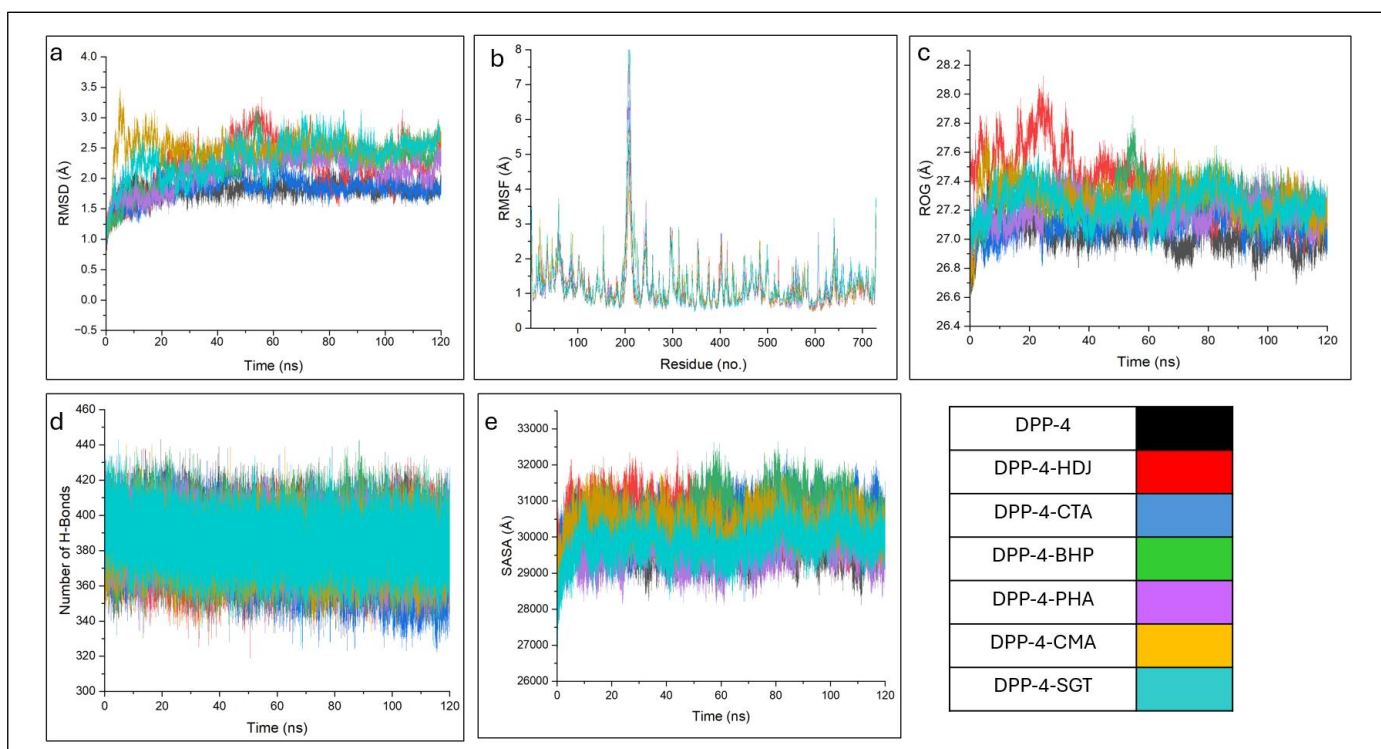 a
4.0
3.5
3.0
2.5
2.0
1.5
1.0
0.5
0.0
−0.5
RMSD (Å)
0 20 40 60 80 100 120
Time (ns)
b
8
7
6
5
4
3
2
1
0
RMSF (Å)
100 200 300 400 500 600 700
Residue (no.)
c
28.2
28.0
27.8
27.6
27.4
27.2
27.0
26.8
26.6
26.4
ROG (Å)
0 20 40 60 80 100 120
Time (ns)
d
460
440
420
400
380
360
340
320
300
Number of H-Bonds
0 20 40 60 80 100 120
Time (ns)
e
33000
32000
31000
30000
29000
28000
27000
26000
SASA (Å)
0 20 40 60 80 100 120
Time (ns)
DPP-4
DPP-4-HDJ
DPP-4-CTA
DPP-4-BHP
DPP-4-PHA
DPP-4-CMA
DPP-4-SGT